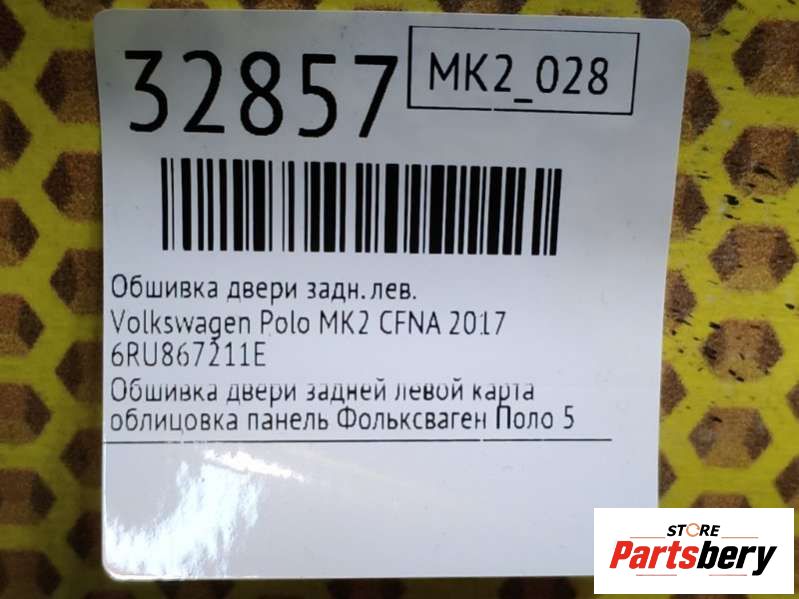 32857
MK2_028
Обшивка двери задн. лев.
Volkswagen Polo MK2 CFNA 2017
6RU867211E
Обшивка двери задней левой карта
облицовка панель Фольксваген Поло 5
STORE
Partsbery